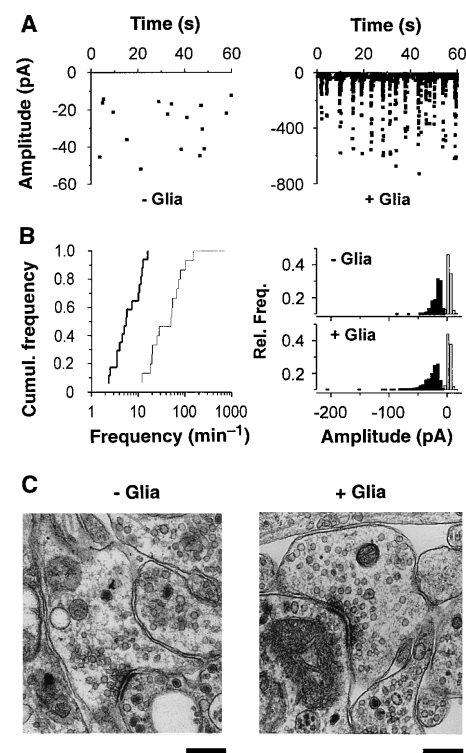 A
Time (s)
Time (s)
0 20 40 60
0 20 40 60
Amplitude (pA)
0
-20
-40
-60
- Glia
0
-400
-800
+ Glia
B
Cumul. frequency
1.0
0.8
0.6
0.4
0.2
0
1 10 100 1000
Frequency (min⁻¹)
Rel. Freq.
0.4
0.2
- Glia
0.4
0.2
+ Glia
-200 -100 0
Amplitude (pA)
C
- Glia
+ Glia